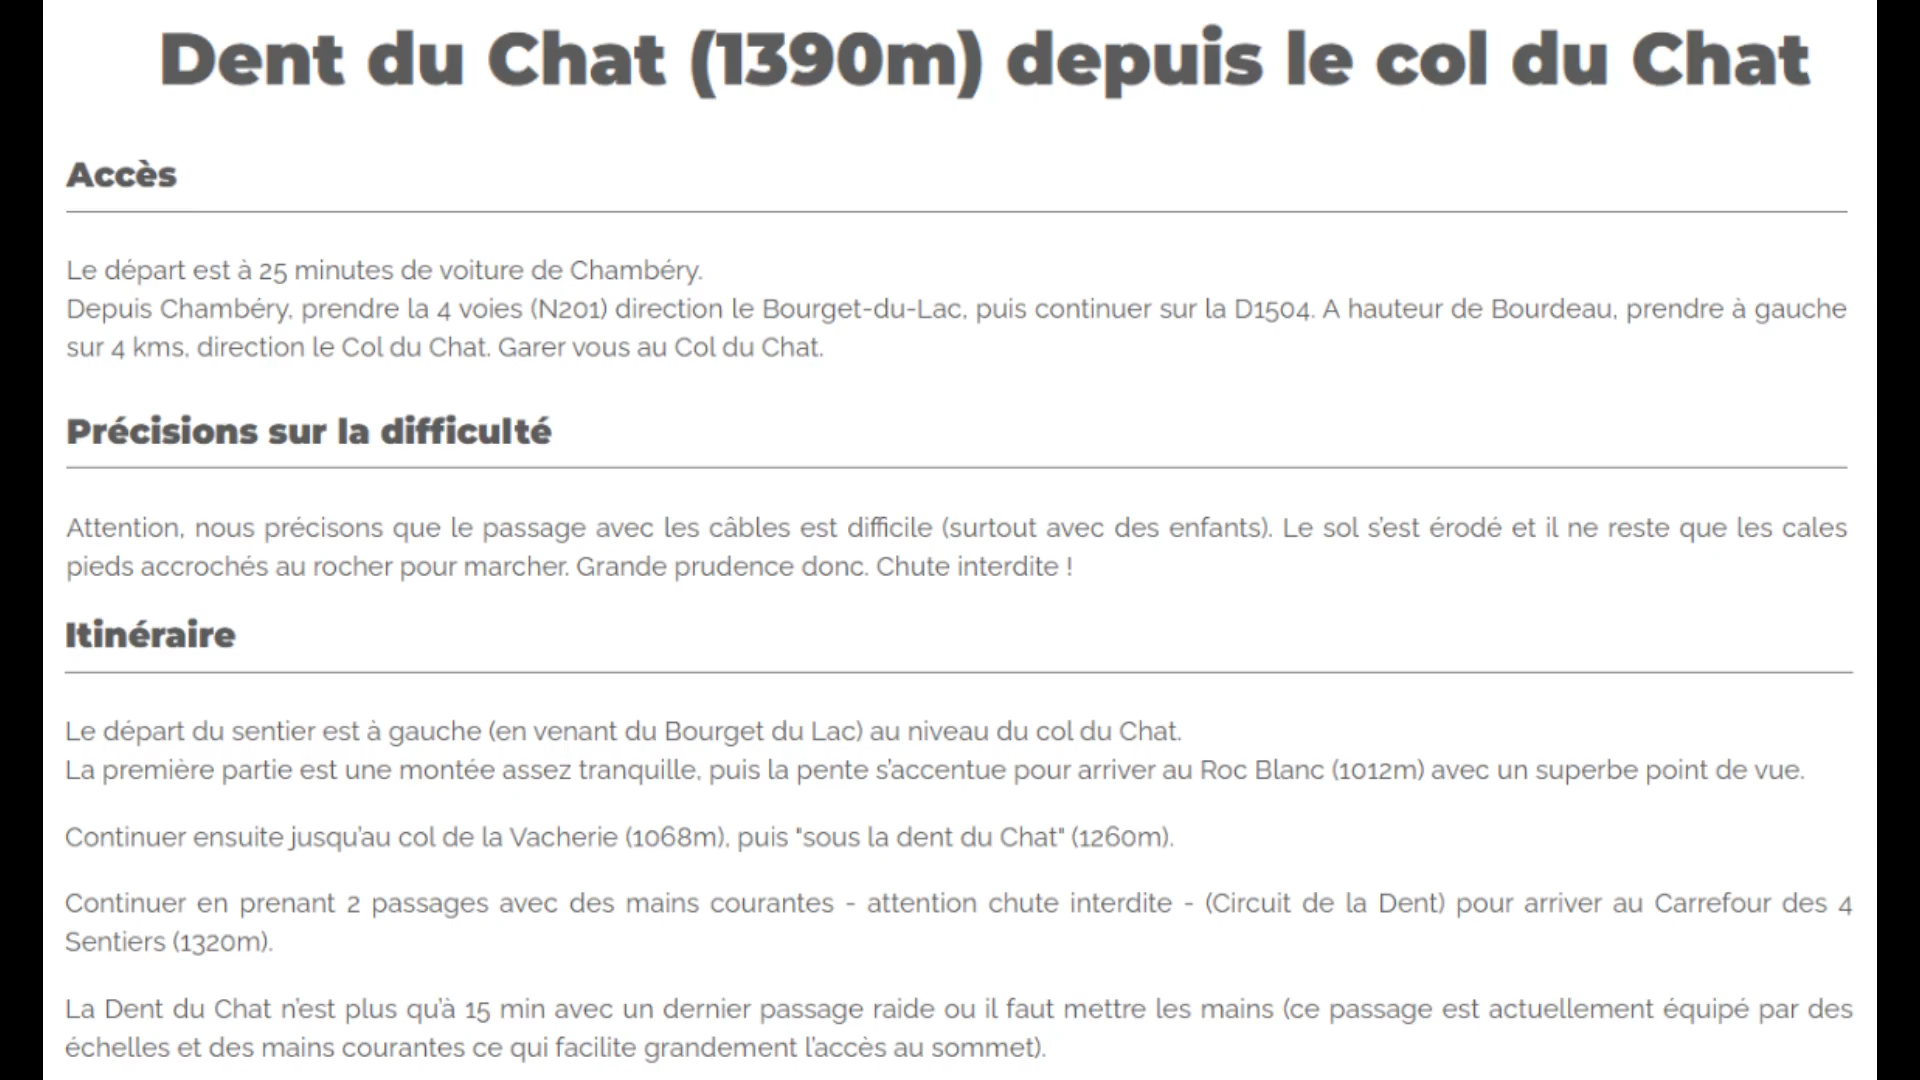 Dent du Chat (1390m) depuis le col du Chat
Accès
Le départ est à 25 minutes de voiture de Chambéry.
Depuis Chambéry, prendre la 4 voies (N201) direction le Bourget-du-Lac, puis continuer sur la D1504. A hauteur de Bourdeau, prendre à gauche
sur 4 kms, direction le Col du Chat. Garer vous au Col du Chat.
Précisions sur la difficulté
Attention, nous précisons que le passage avec les câbles est difficile (surtout avec des enfants). Le sol s'est érodé et il ne reste que les cales
pieds accrochés au rocher pour marcher. Grande prudence donc. Chute interdite !
Itinéraire
Le départ du sentier est à gauche (en venant du Bourget du Lac) au niveau du col du Chat.
La première partie est une montée assez tranquille, puis la pente s'accentue pour arriver au Roc Blanc (1012m) avec un superbe point de vue.
Continuer ensuite jusqu'au col de la Vacherie (1068m), puis "sous la dent du Chat" (1260m).
Continuer en prenant 2 passages avec des mains courantes - attention chute interdite - (Circuit de la Dent) pour arriver au Carrefour des 4
Sentiers (1320m).
La Dent du Chat n'est plus qu'à 15 min avec un dernier passage raide ou il faut mettre les mains (ce passage est actuellement équipé par des
échelles et des mains courantes ce qui facilite grandement l'accès au sommet).